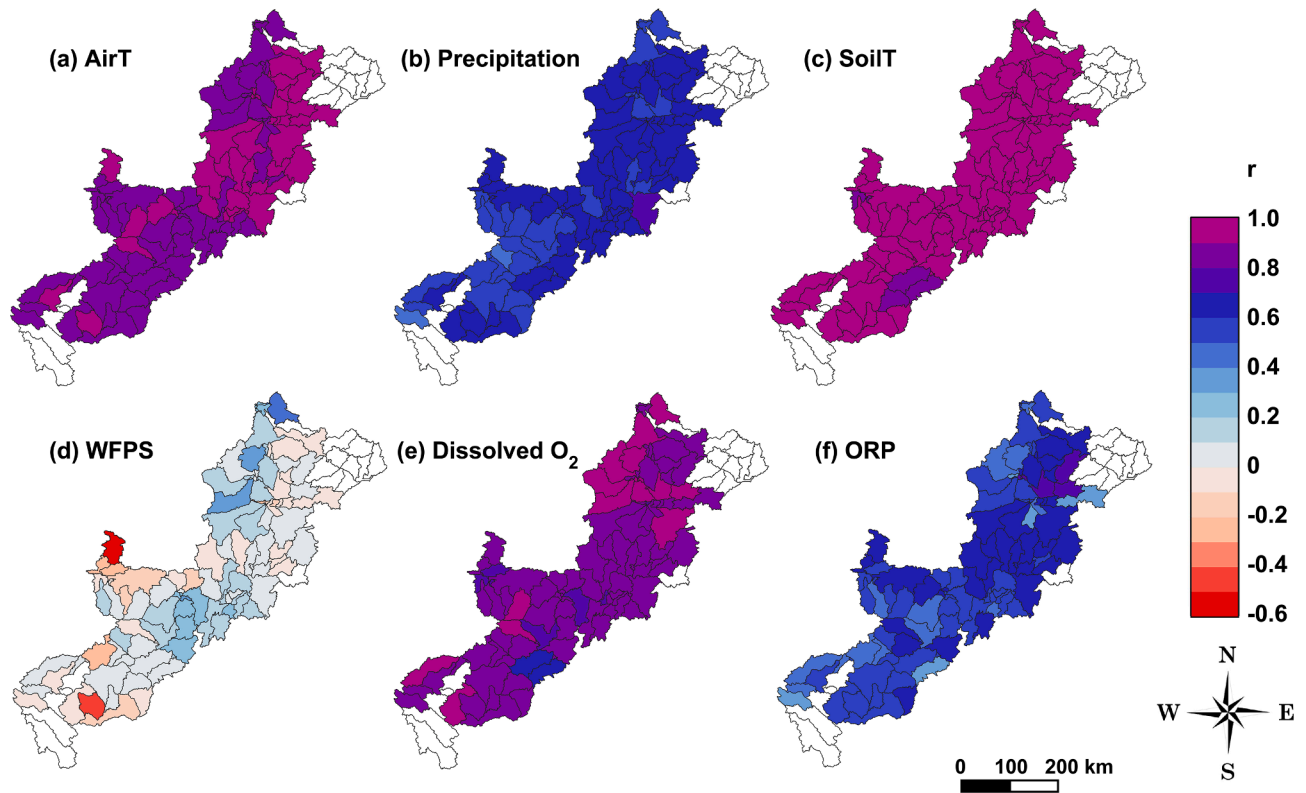 (a) AirT
(b) Precipitation
(c) SoilT
r
1.0
0.8
0.6
0.4
0.2
0
-0.2
-0.4
-0.6
(d) WFPS
(e) Dissolved O2
(f) ORP
N
W E
S
0 100 200 km